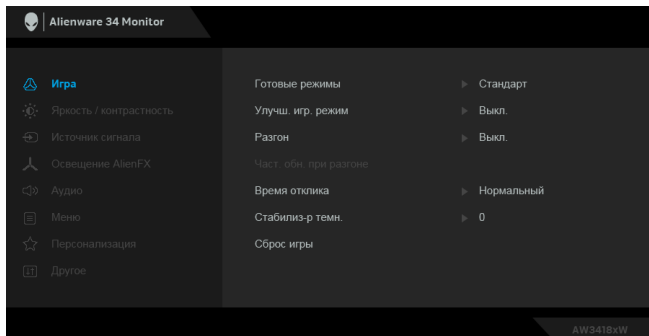 Alienware 34 Monitor
Игра
Готовые режимы Стандарт
Яркость / контрастность
Улучш. игр. режим Выкл.
Источник сигнала
Разгон Выкл.
Освещение AlienFX
Част. обн. при разгоне
Аудио
Время отклика Нормальный
Меню
Стабилиз-р темн. 0
Персонализация
Сброс игры
Другое
AW3418xW